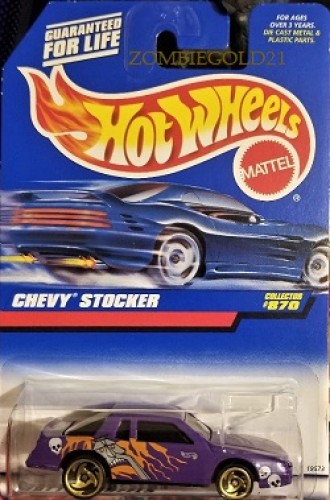 GUARANTEED
FOR LIFE
ZOMBIEGOLD21
FOR AGES
OVER 3 YEARS.
DIE CAST METAL &
PLASTIC PARTS.
HOT WHEELS
MATTEL
®
CHEVY® STOCKER
COLLECTOR
#870